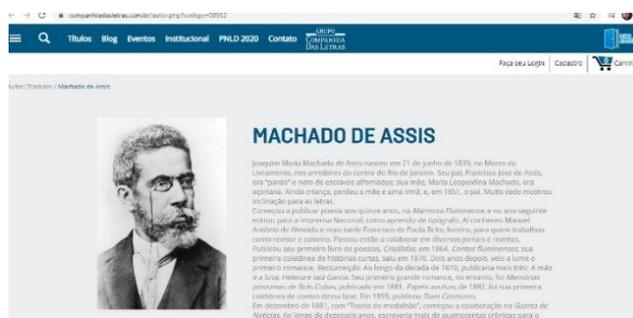 companhiadasletras.com.br/autor.php?codigo=00952
Títulos Blog Eventos Institucional PNLD 2020 Contato
GRUPO
COMPANHIA
DAS LETRAS
Faça seu Login Cadastro Carrin
Autor|Tradutor / Machado de Assis
MACHADO DE ASSIS
Joaquim Maria Machado de Assis nasceu em 21 de junho de 1839, no Morro do
Livramento, nos arredores do centro do Rio de Janeiro. Seu pai, Francisco José de Assis,
era "pardo" e neto de escravos alforriados; sua mãe, Maria Leopoldina Machado, era
açoriana. Ainda criança, perdeu a mãe e uma irmã, e, em 1851, o pai. Muito cedo mostrou
inclinação para as letras.
Começou a publicar poesia aos quinze anos, na Marmota Fluminense, e no ano seguinte
entrou para a Imprensa Nacional, como aprendiz de tipógrafo. Aí conheceu Manuel
Antônio de Almeida e mais tarde Francisco de Paula Brito, livreiro, para quem trabalhou
como revisor e caixeiro. Passou então a colaborar em diversos jornais e revistas.
Publicou seu primeiro livro de poesias, Crisálidas, em 1864. Contos fluminenses, sua
primeira coletânea de histórias curtas, saiu em 1870. Dois anos depois, veio a lume o
primeiro romance, Ressurreição. Ao longo da década de 1870, publicaria mais três: A mão
e a luva, Helena e Iaiá Garcia. Seu primeiro grande romance, no entanto, foi Memórias
póstumas de Brás Cubas, publicado em 1881. Papéis avulsos, de 1882, foi sua primeira
coletânea de contos dessa fase. Em 1899, publicou Dom Casmurro.
Em dezembro de 1881, com "Teoria do medalhão", começou a colaboração na Gazeta de
Notícias. Ao longo de dezesseis anos, escreveria mais de quatrocentas crônicas para o